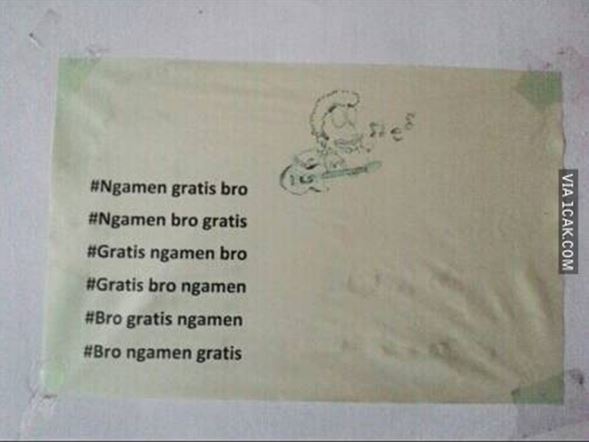 #Ngamen gratis bro
#Ngamen bro gratis
#Gratis ngamen bro
#Gratis bro ngamen
#Bro gratis ngamen
#Bro ngamen gratis
VIA 1CAK.COM